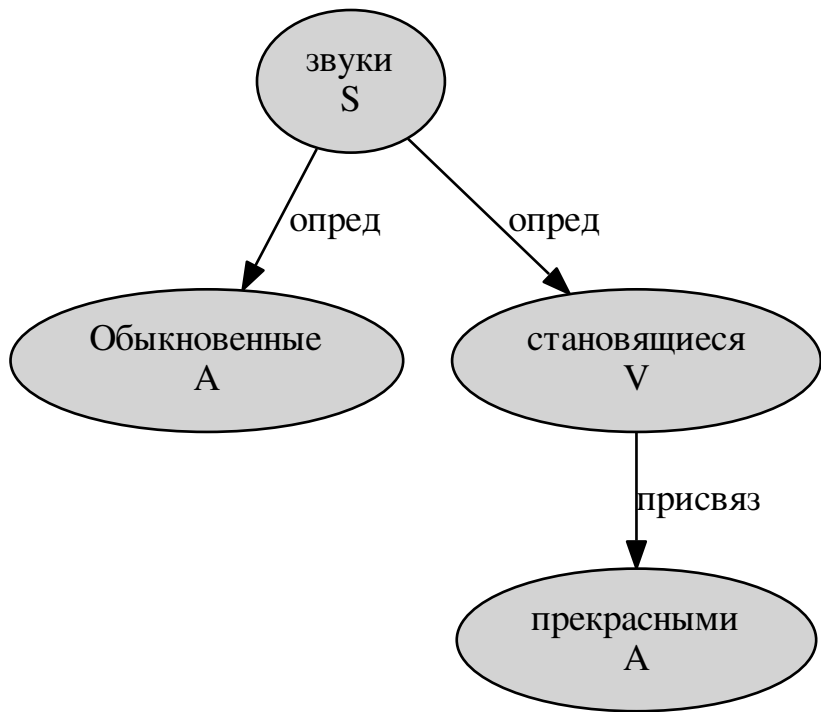 звуки
S
опред
опред
Обыкновенные
A
становящиеся
V
присвяз
прекрасными
A